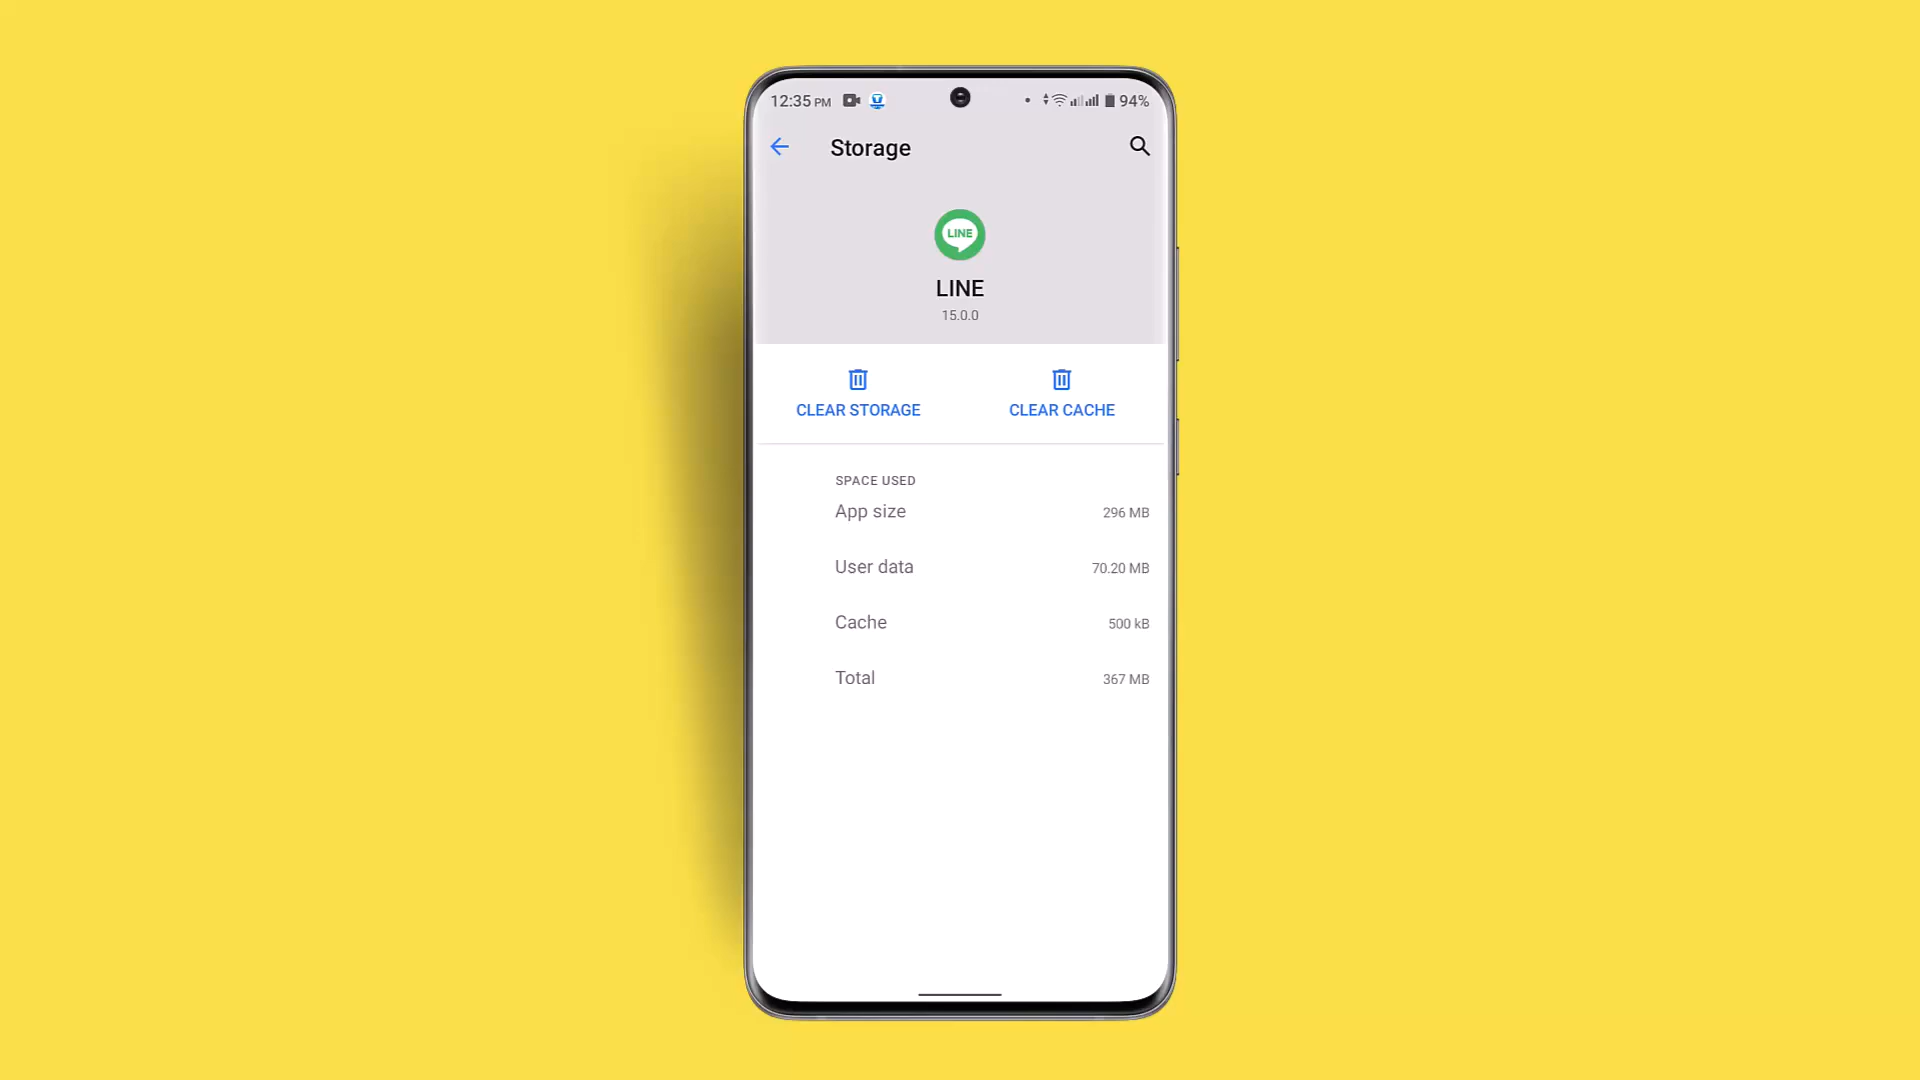 12:35 PM 94%
Storage
LINE
LINE
15.0.0
CLEAR STORAGE CLEAR CACHE
SPACE USED
App size 296 MB
User data 70.20 MB
Cache 500 kB
Total 367 MB